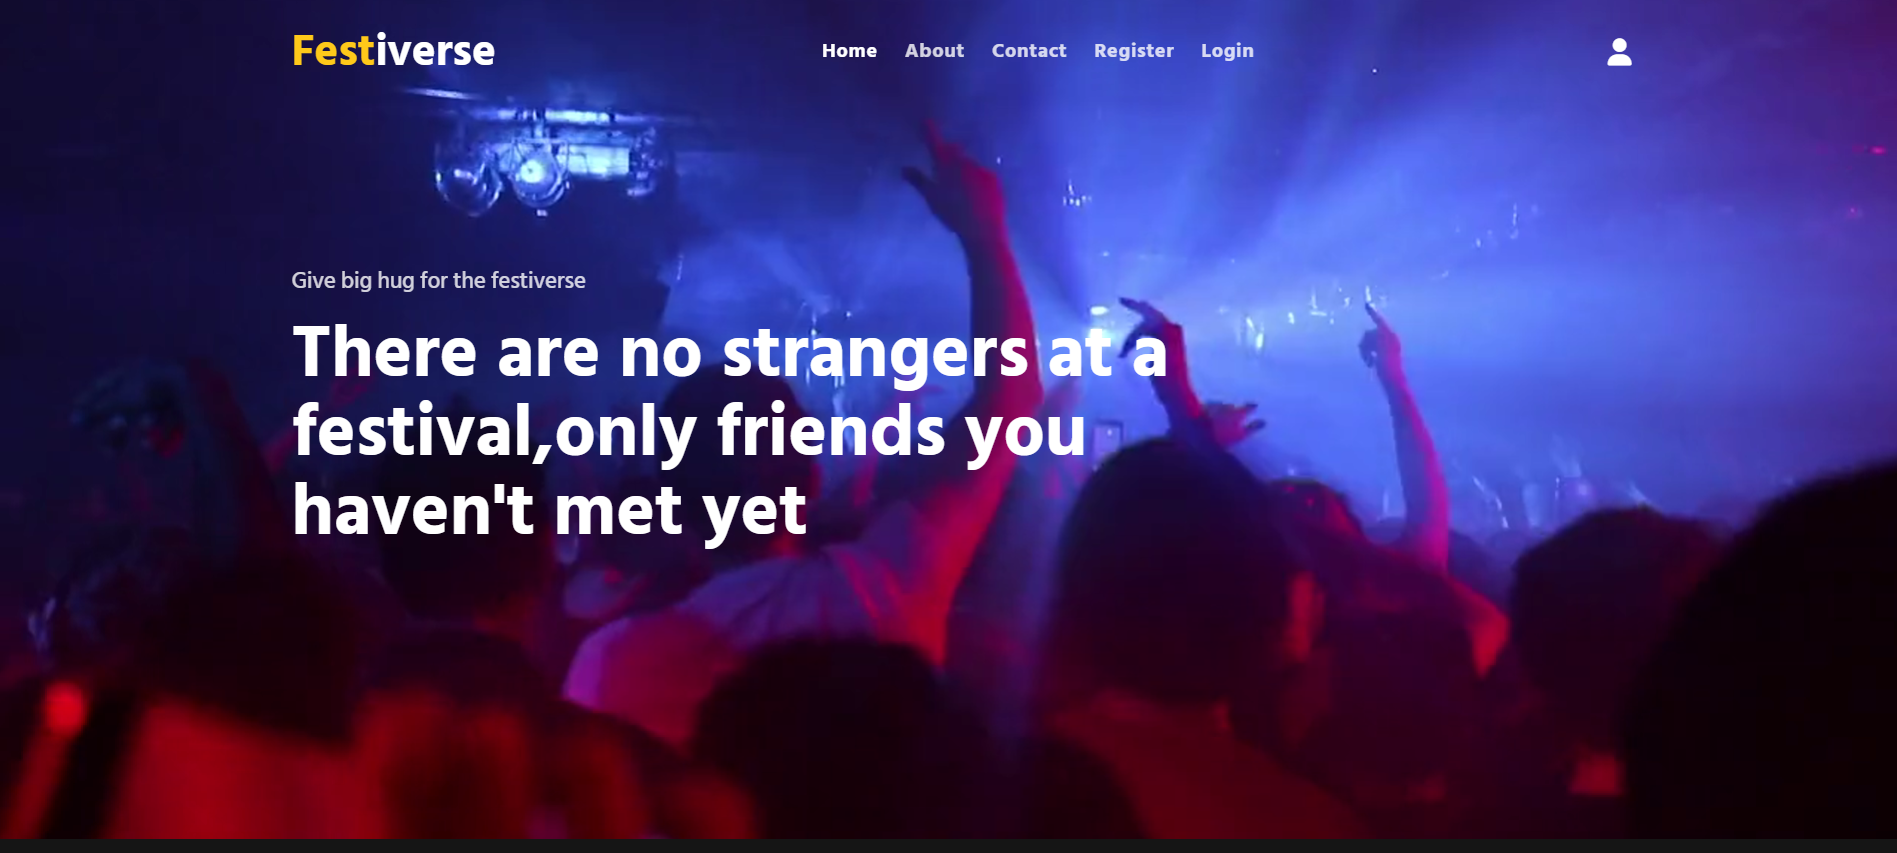 Festiverse
Home About Contact Register Login
Give big hug for the festiverse
There are no strangers at a
festival,only friends you
haven't met yet